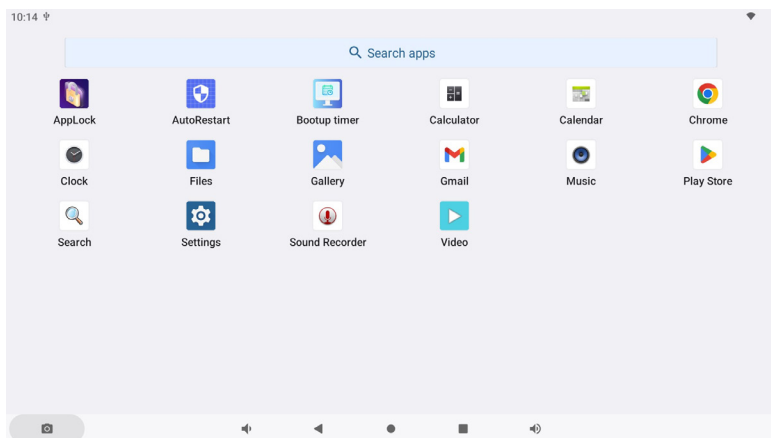 10:14
Search apps
AppLock AutoRestart Bootup timer Calculator Calendar Chrome
Clock Files Gallery Gmail Music Play Store
Search Settings Sound Recorder Video